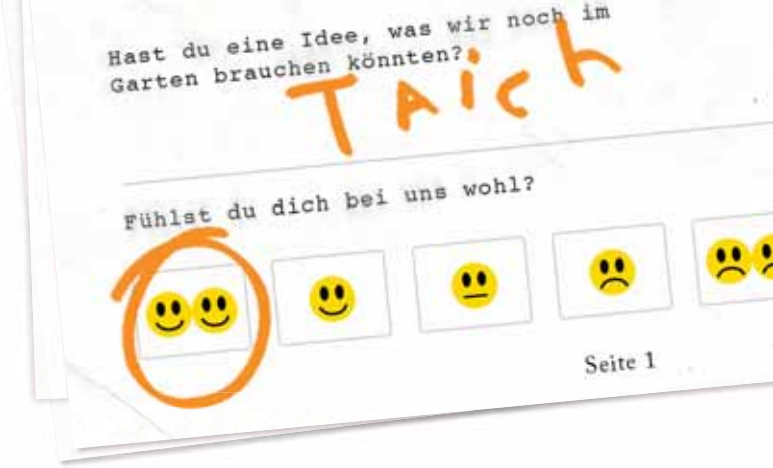 Hast du eine Idee, was wir noch im
Garten brauchen könnten?
TAich
Fühlst du dich bei uns wohl?
Seite 1